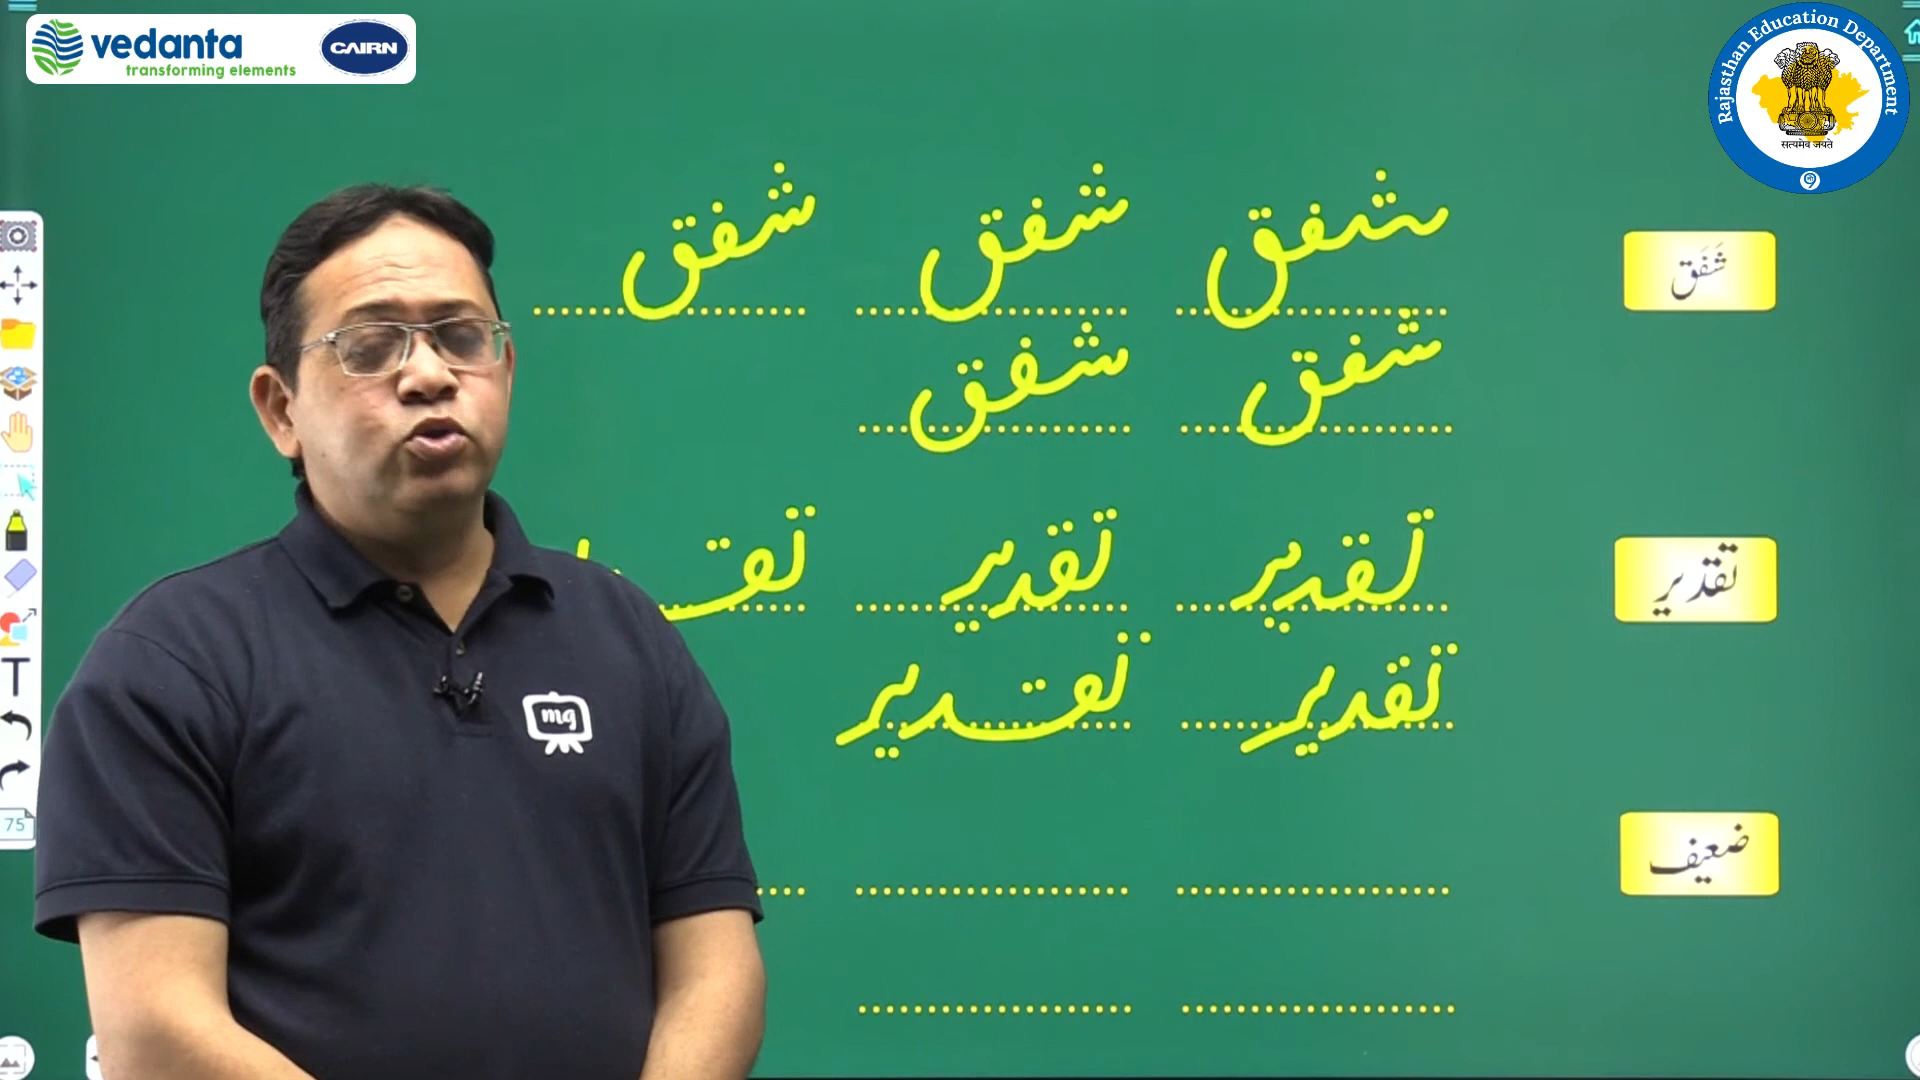 vedanta
transforming elements
CAIRN
Rajasthan Education Department
सत्यमेव जयते
شَفَق
شفق شفق شفق
شفق شفق
تقدیر
تقدیر تقدیر
تقدیر تقدیر
ضعیف
mg
T
75